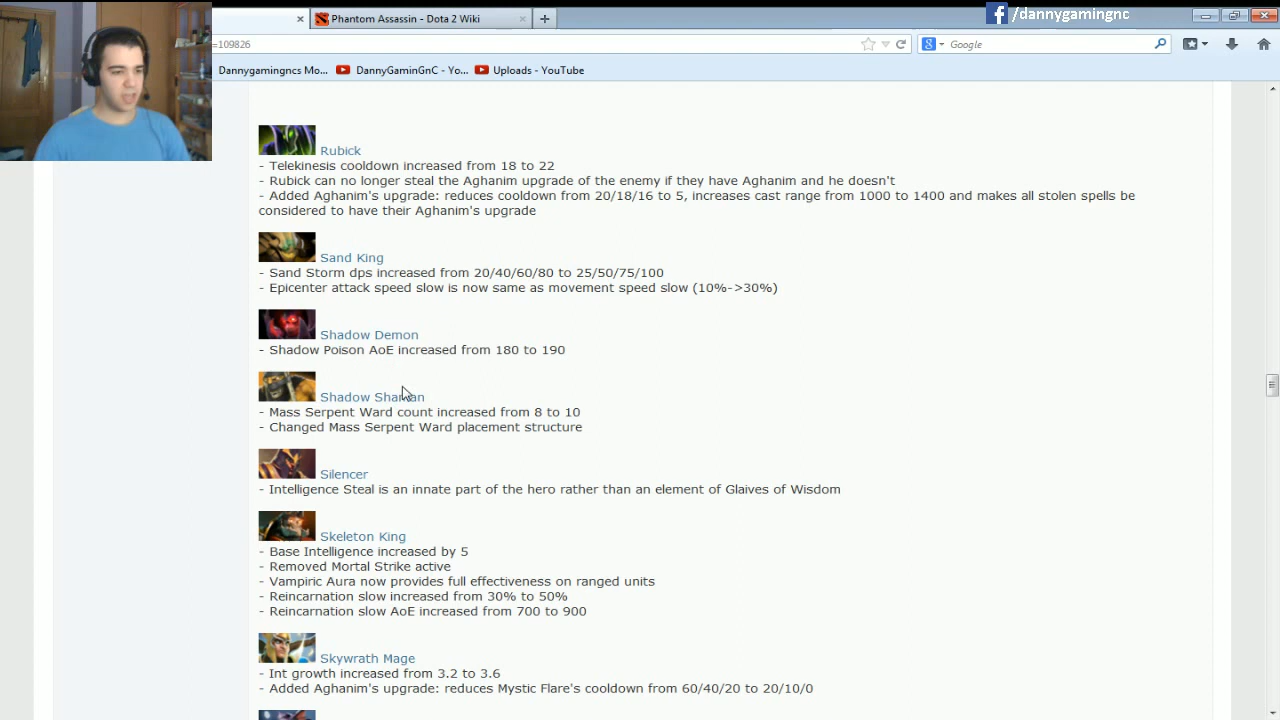 Phantom Assassin - Dota 2 Wiki
/dannygamingnc
=109826
Google
Dannygamingncs Mo... DannyGaminGnC - Yo... Uploads - YouTube
Rubick
- Telekinesis cooldown increased from 18 to 22
- Rubick can no longer steal the Aghanim upgrade of the enemy if they have Aghanim and he doesn't
- Added Aghanim's upgrade: reduces cooldown from 20/18/16 to 5, increases cast range from 1000 to 1400 and makes all stolen spells be
considered to have their Aghanim's upgrade
Sand King
- Sand Storm dps increased from 20/40/60/80 to 25/50/75/100
- Epicenter attack speed slow is now same as movement speed slow (10%->30%)
Shadow Demon
- Shadow Poison AoE increased from 180 to 190
Shadow Shaman
- Mass Serpent Ward count increased from 8 to 10
- Changed Mass Serpent Ward placement structure
Silencer
- Intelligence Steal is an innate part of the hero rather than an element of Glaives of Wisdom
Skeleton King
- Base Intelligence increased by 5
- Removed Mortal Strike active
- Vampiric Aura now provides full effectiveness on ranged units
- Reincarnation slow increased from 30% to 50%
- Reincarnation slow AoE increased from 700 to 900
Skywrath Mage
- Int growth increased from 3.2 to 3.6
- Added Aghanim's upgrade: reduces Mystic Flare's cooldown from 60/40/20 to 20/10/0